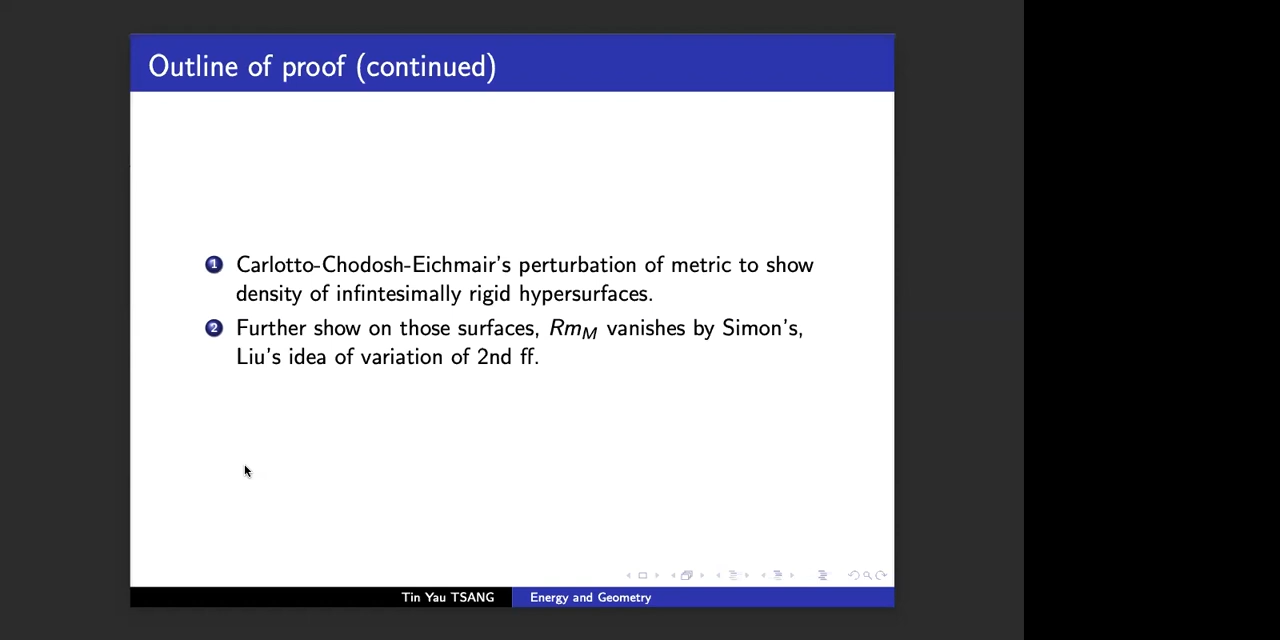 Outline of proof (continued)
1 Carlotto-Chodosh-Eichmair's perturbation of metric to show
density of infintesimally rigid hypersurfaces.
2 Further show on those surfaces, Rm_M vanishes by Simon's,
Liu's idea of variation of 2nd ff.
Tin Yau TSANG
Energy and Geometry